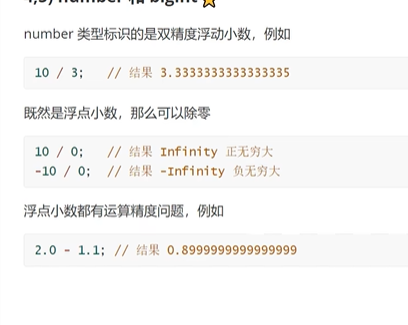 number 和 bigint⭐
number 类型标识的是双精度浮动小数，例如
10 / 3;   // 结果 3.3333333333333335
既然是浮点小数，那么可以除零
10 / 0;   // 结果 Infinity 正无穷大
-10 / 0;  // 结果 -Infinity 负无穷大
浮点小数都有运算精度问题，例如
2.0 - 1.1; // 结果 0.8999999999999999